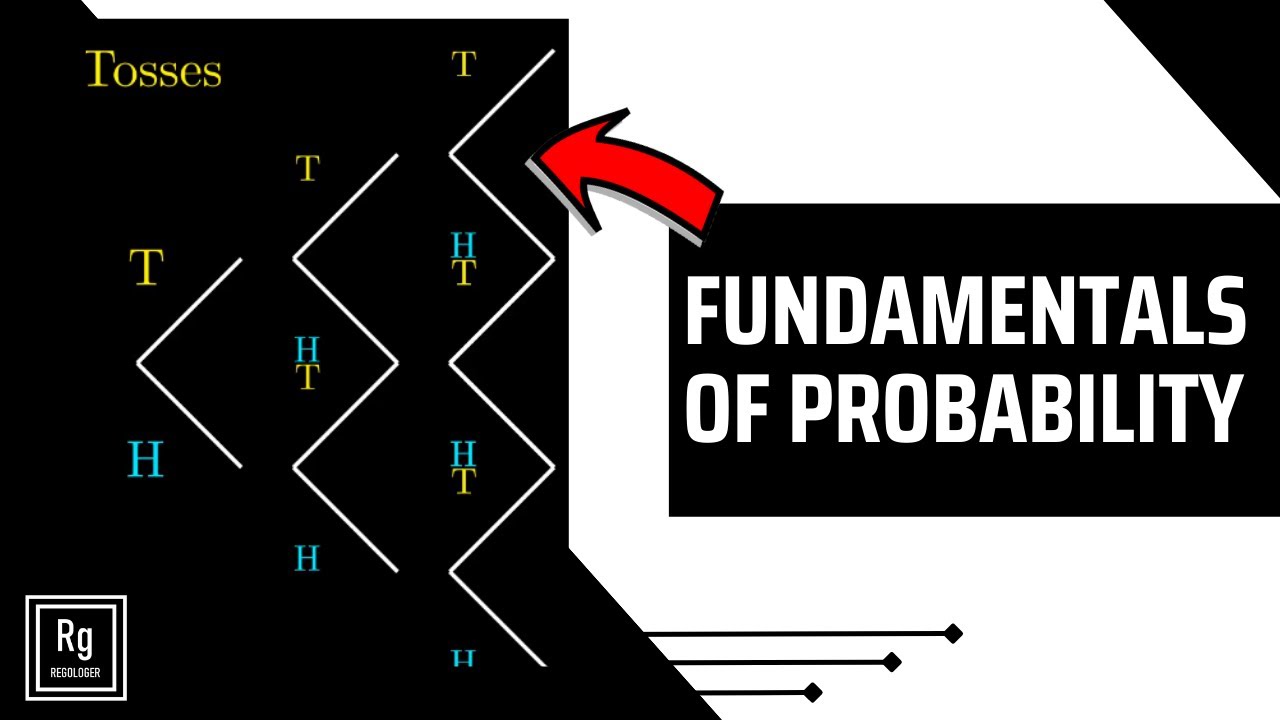 Tosses
T
H
T
H
T
H
T
H
T
H
T
H
FUNDAMENTALS
OF PROBABILITY
Rg
REGOLOGER